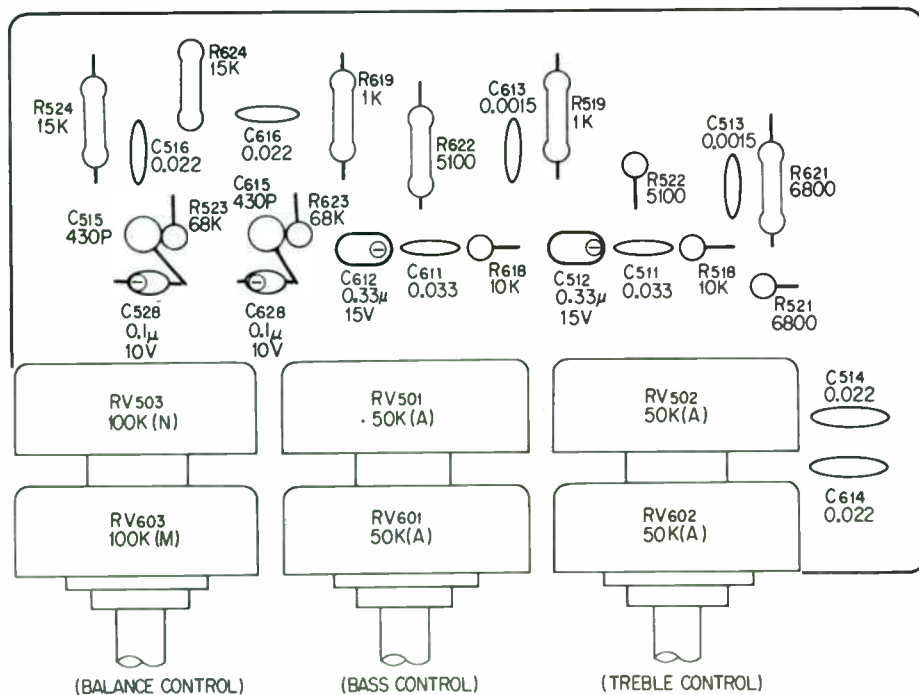 R624
15K
R524
15K
C516
0.022
C616
0.022
R619
1K
R622
5100
C613
0.0015
R519
1K
C513
0.0015
R621
6800
R522
5100
C515
430P
R523
68K
C615
430P
R623
68K
C528
0.1µ
10V
C628
0.1µ
10V
C612
0.33µ
15V
C611
0.033
R618
10K
C512
0.33µ
15V
C511
0.033
R518
10K
R521
6800
RV503
100K(N)
RV501
50K(A)
RV502
50K(A)
C514
0.022
RV603
100K(M)
RV601
50K(A)
RV602
50K(A)
C614
0.022
(BALANCE CONTROL)
(BASS CONTROL)
(TREBLE CONTROL)